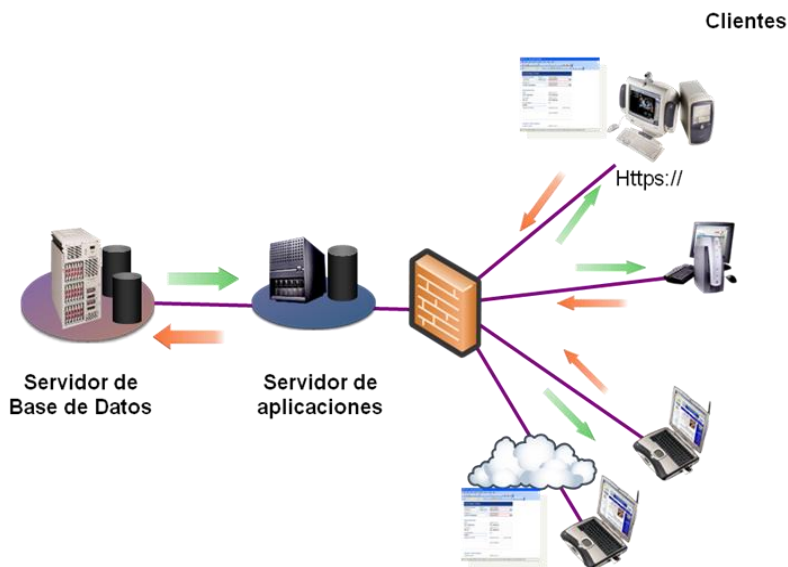 Clientes
Https://
Servidor de
Base de Datos
Servidor de
aplicaciones